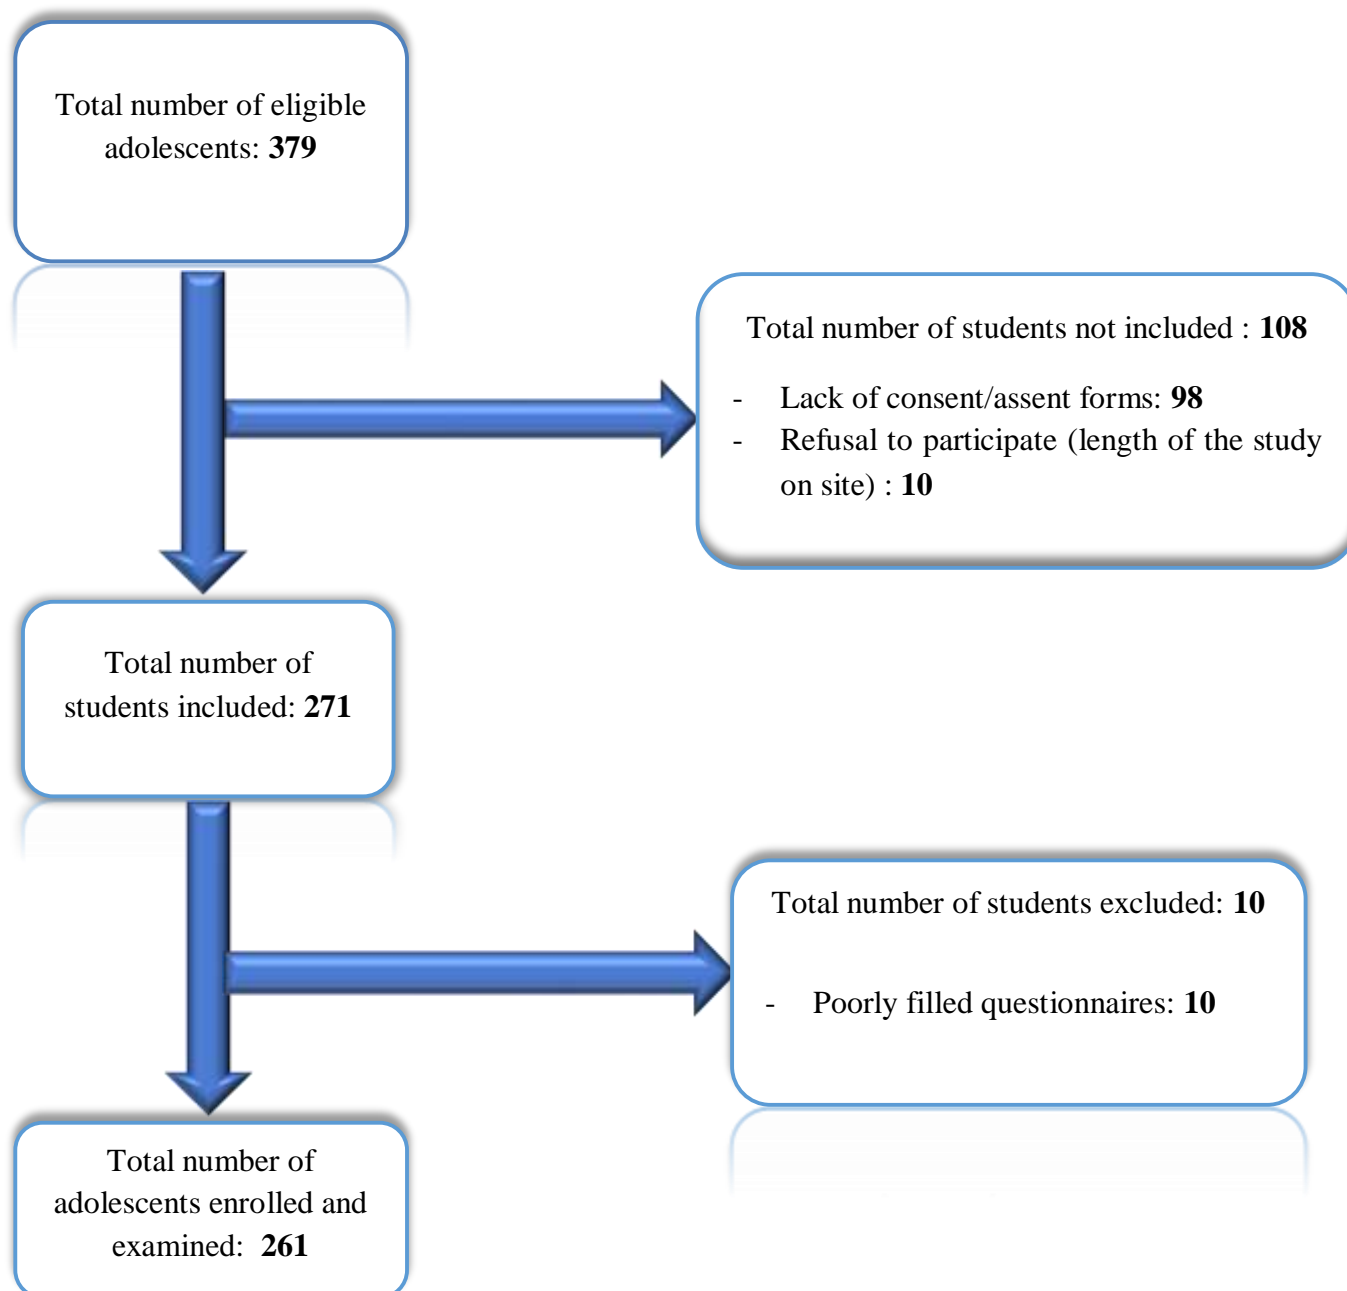 Total number of eligible
adolescents: 379
Total number of students not included : 108
- Lack of consent/assent forms: 98
- Refusal to participate (length of the study
on site) : 10
Total number of
students included: 271
Total number of students excluded: 10
- Poorly filled questionnaires: 10
Total number of
adolescents enrolled and
examined: 261